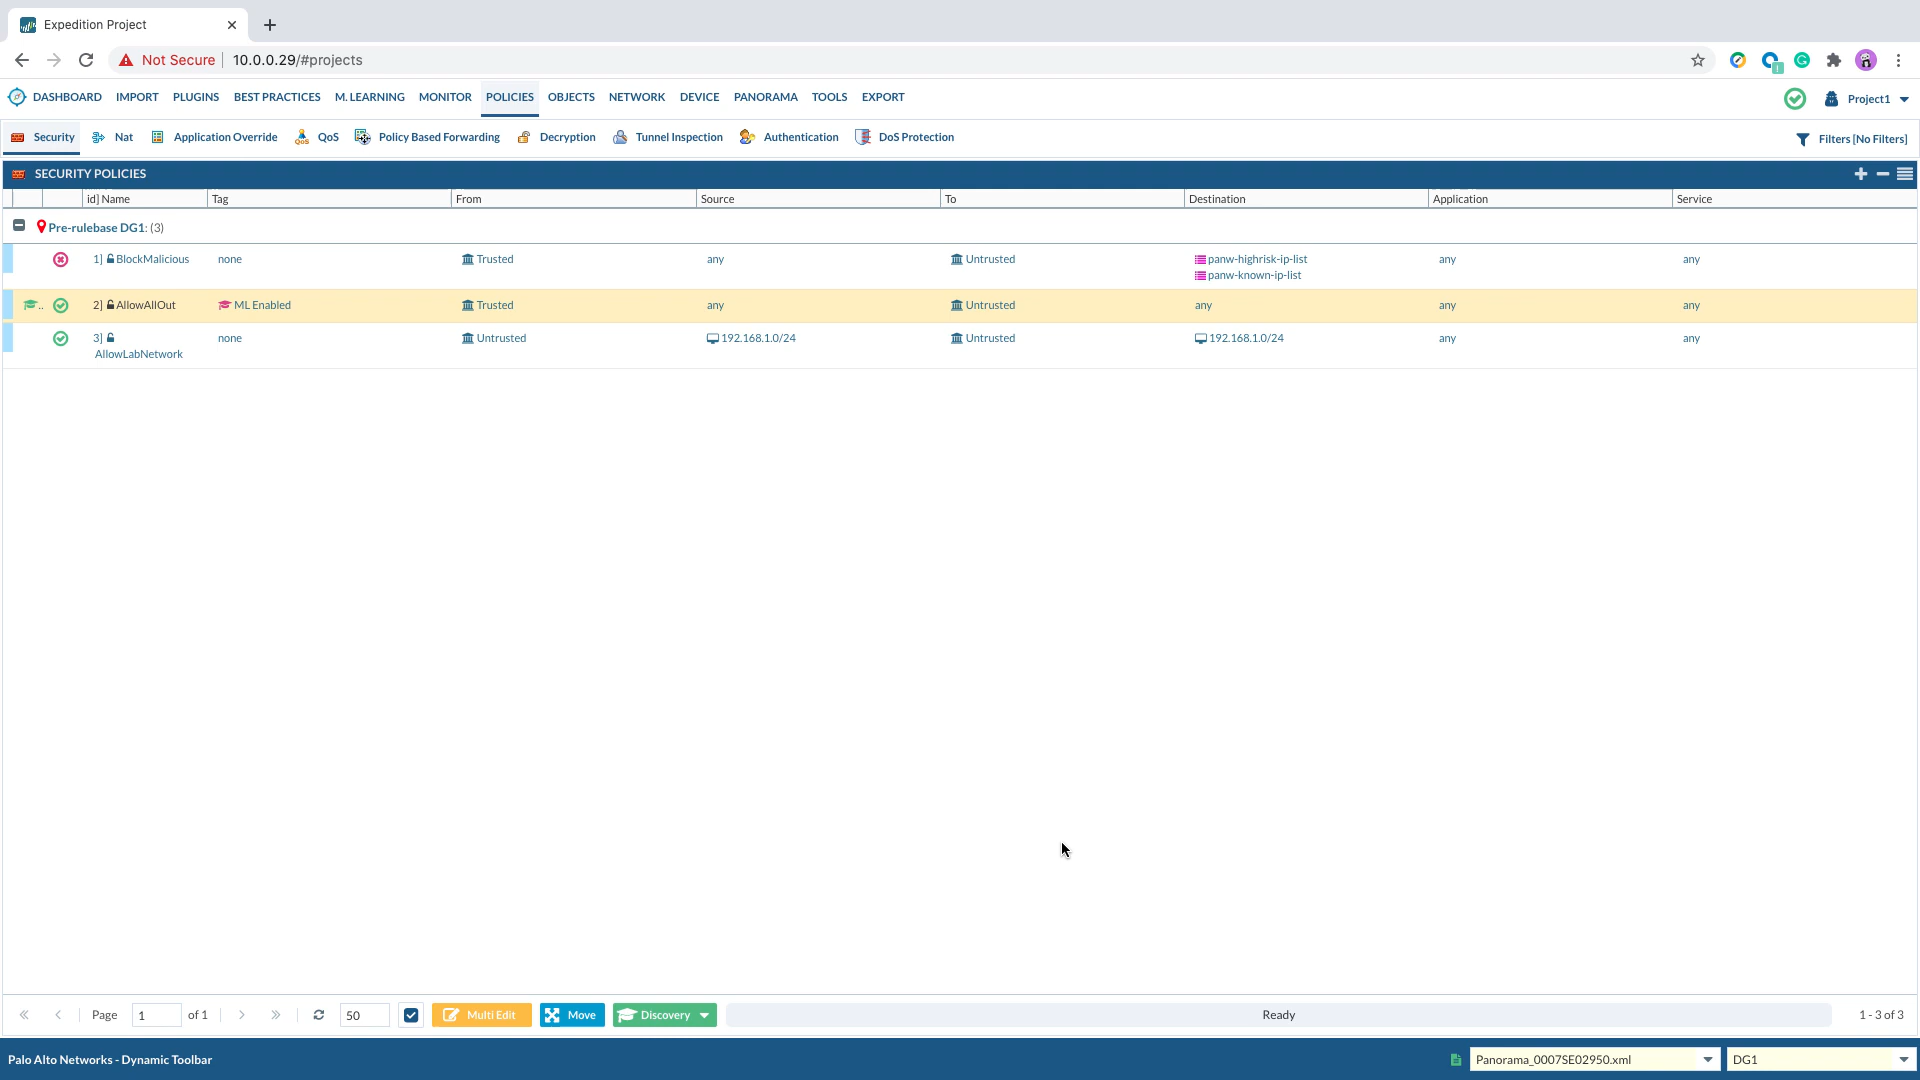 Expedition Project
Not Secure 10.0.0.29/#projects
DASHBOARD IMPORT PLUGINS BEST PRACTICES M. LEARNING MONITOR POLICIES OBJECTS NETWORK DEVICE PANORAMA TOOLS EXPORT Project1
Security Nat Application Override QoS Policy Based Forwarding Decryption Tunnel Inspection Authentication DoS Protection Filters [No Filters]
SECURITY POLICIES
id] Name Tag From Source To Destination Application Service
Pre-rulebase DG1: (3)
1] BlockMalicious none Trusted any Untrusted panw-highrisk-ip-list any any
panw-known-ip-list
2] AllowAllOut ML Enabled Trusted any Untrusted any any any
3] none Untrusted 192.168.1.0/24 Untrusted 192.168.1.0/24 any any
AllowLabNetwork
Page 1 of 1 50 Multi Edit Move Discovery Ready 1 - 3 of 3
Palo Alto Networks - Dynamic Toolbar Panorama_0007SE02950.xml DG1